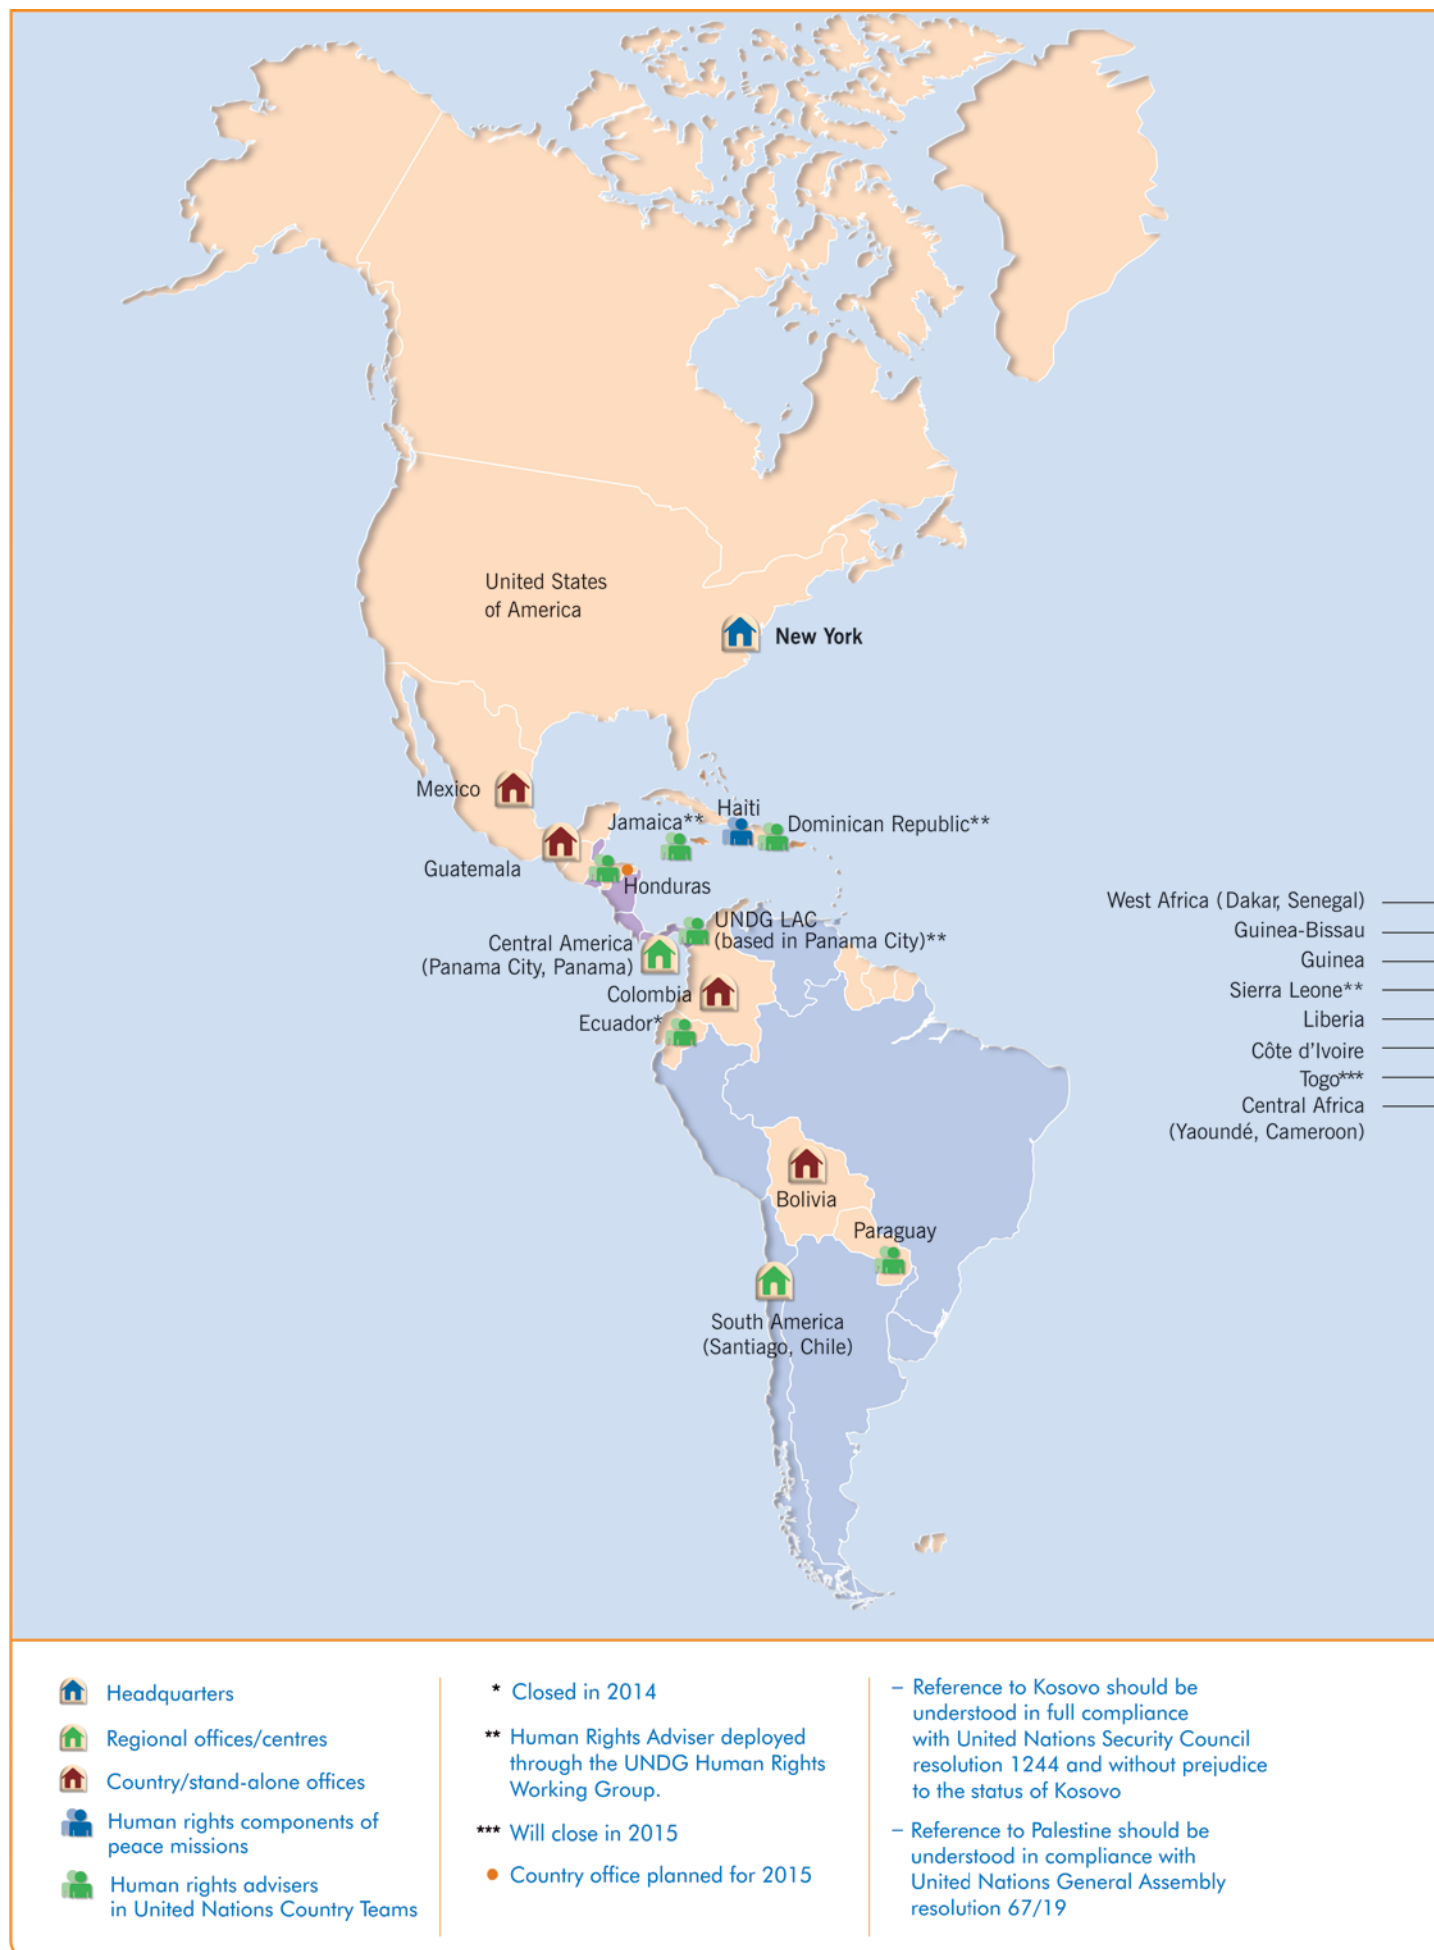 United States
of America
New York
Mexico
Haiti
Jamaica**
Dominican Republic**
Guatemala
Honduras
UNDG LAC
(based in Panama City)**
Central America
(Panama City, Panama)
Colombia
Ecuador*
West Africa (Dakar, Senegal)
Guinea-Bissau
Guinea
Sierra Leone**
Liberia
Côte d'Ivoire
Togo***
Central Africa
(Yaoundé, Cameroon)
Bolivia
Paraguay
South America
(Santiago, Chile)
Headquarters
Regional offices/centres
Country/stand-alone offices
Human rights components of
peace missions
Human rights advisers
in United Nations Country Teams
* Closed in 2014
** Human Rights Adviser deployed
through the UNDG Human Rights
Working Group.
*** Will close in 2015
Country office planned for 2015
– Reference to Kosovo should be
understood in full compliance
with United Nations Security Council
resolution 1244 and without prejudice
to the status of Kosovo
– Reference to Palestine should be
understood in compliance with
United Nations General Assembly
resolution 67/19